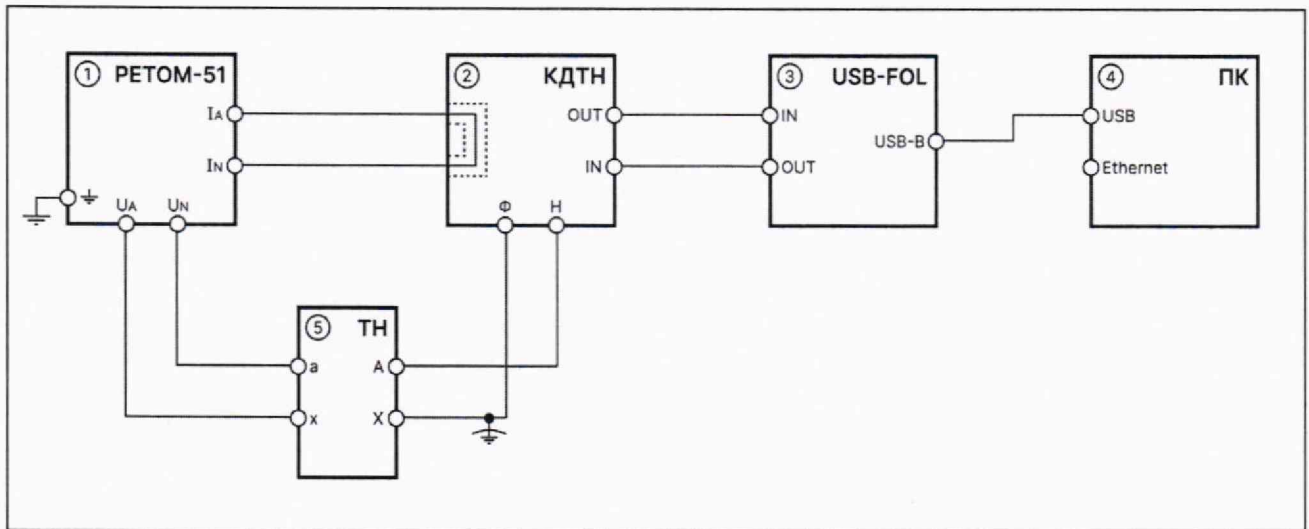 ① РЕТОМ-51
IA
IN
UA UN
② КДТН
OUT
IN
Ф Н
③ USB-FOL
IN
OUT
USB-B
④ ПК
USB
Ethernet
⑤ ТН
a A
x X